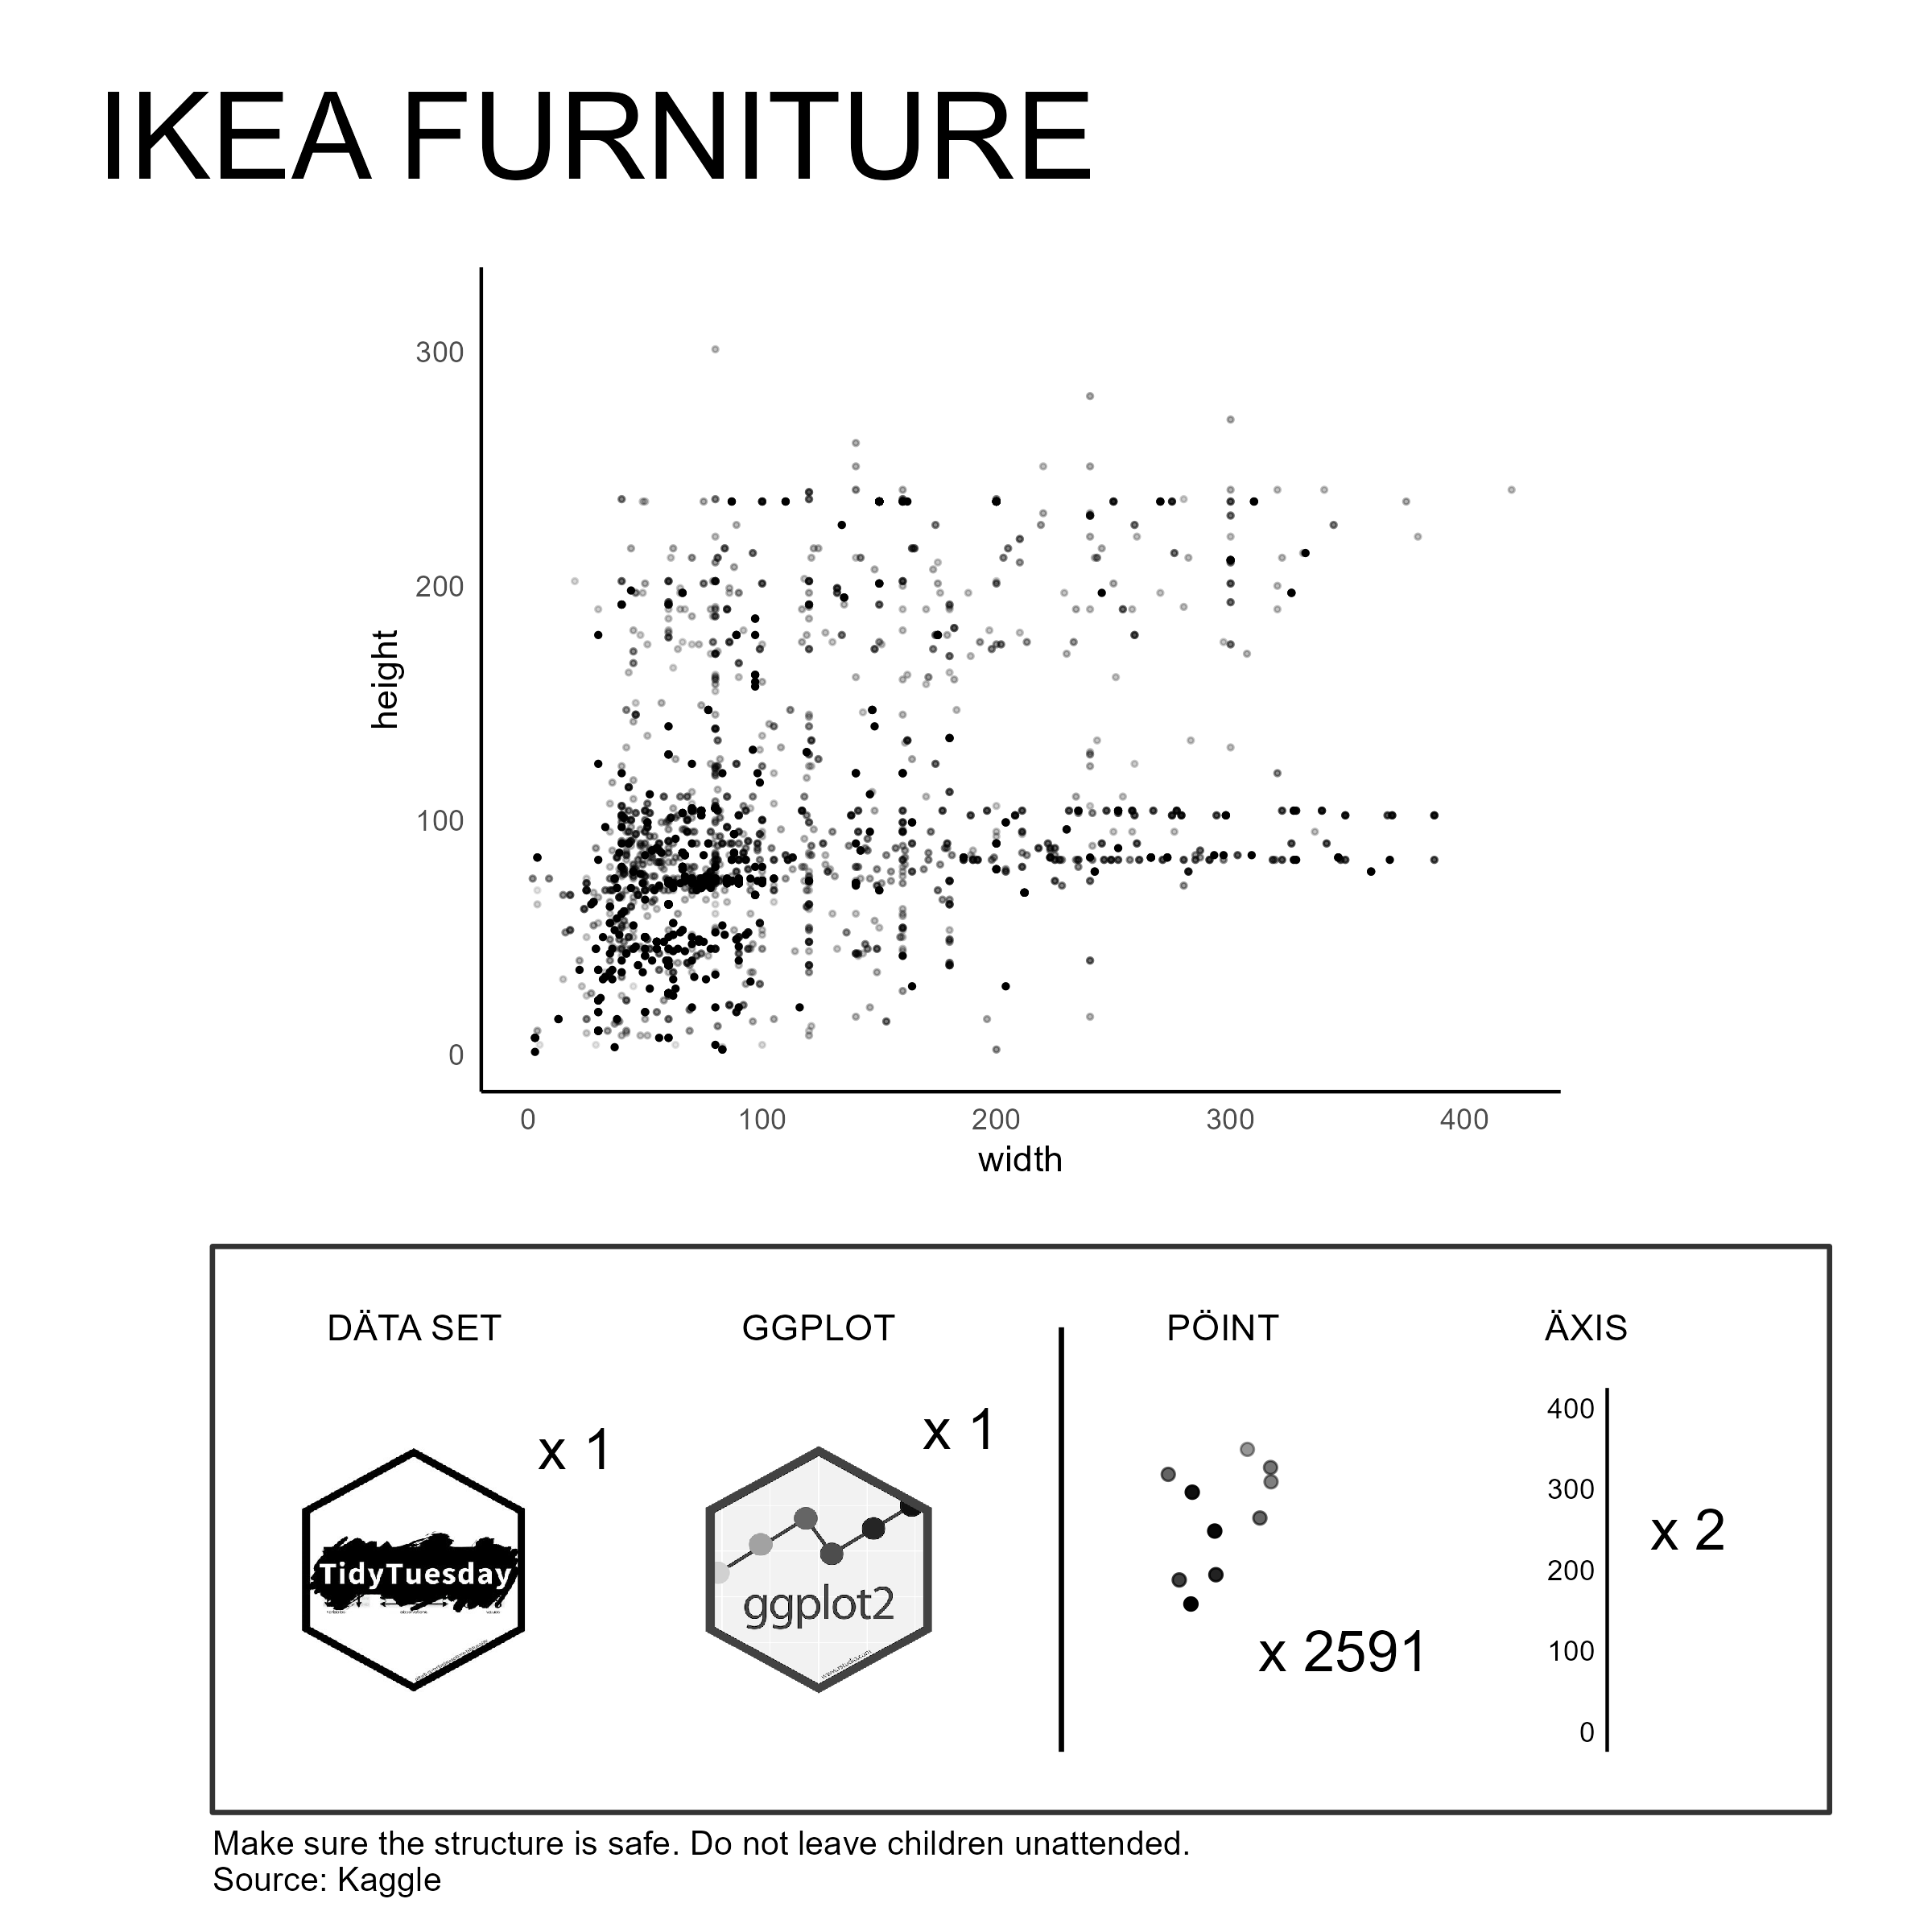 IKEA FURNITURE
300
200
100
0
height
0 100 200 300 400
width
DÄTA SET GGPLOT PÖINT ÄXIS
x 1
x 1
TidyTuesday
ggplot2
x 2591
400
300
200
100
0
x 2
Make sure the structure is safe. Do not leave children unattended.
Source: Kaggle